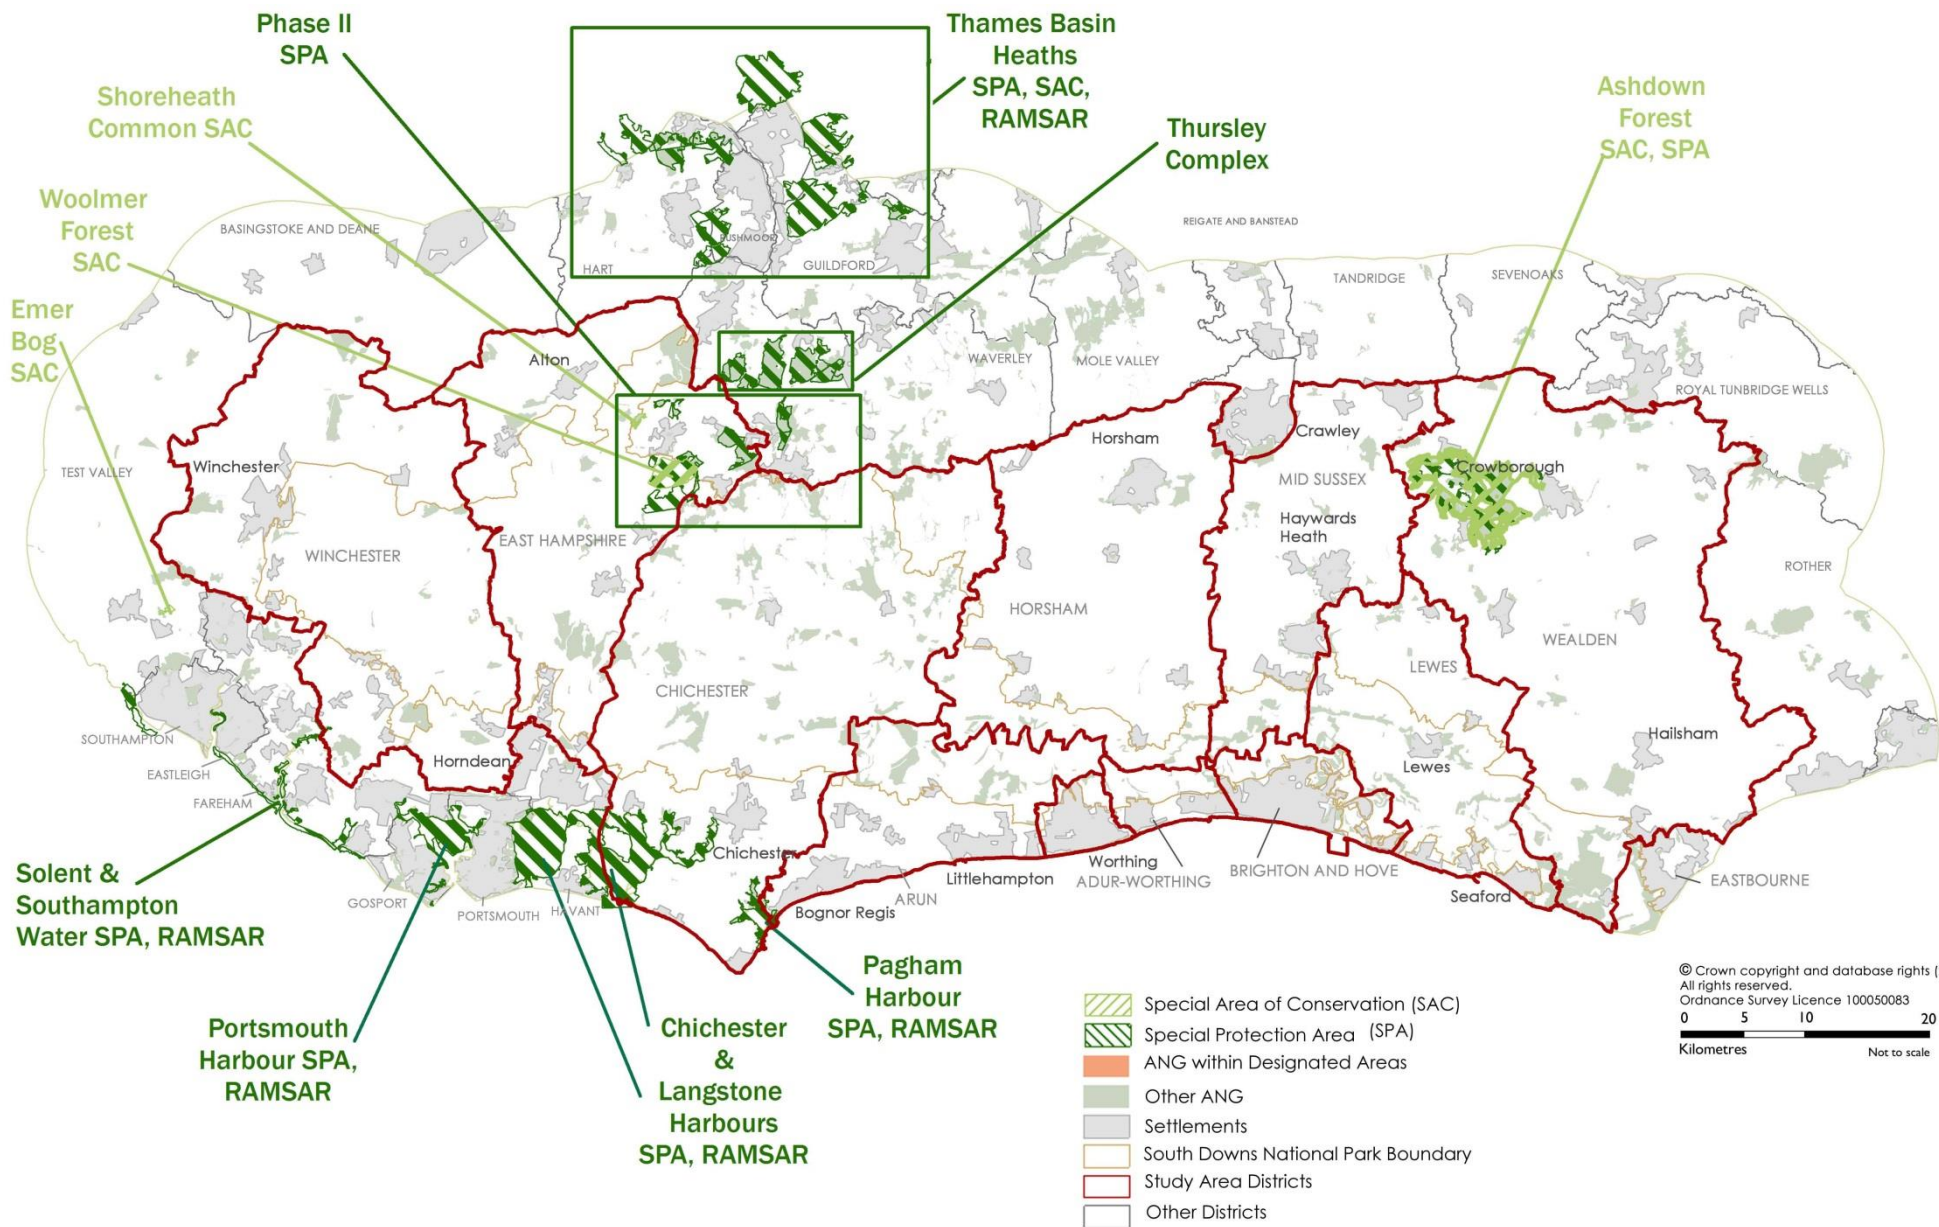 Phase II
SPA
Thames Basin
Heaths
SPA, SAC,
RAMSAR
Ashdown
Forest
SAC, SPA
Shoreheath
Common SAC
Thursley
Complex
Woolmer
Forest
SAC
Emer
Bog
SAC
BASINGSTOKE AND DEANE
HART
RUSHMOOR
GUILDFORD
REIGATE AND BANSTEAD
TANDRIDGE
SEVENOAKS
WAVERLEY
MOLE VALLEY
ROYAL TUNBRIDGE WELLS
Alton
TEST VALLEY
Winchester
Horsham
Crawley
MID SUSSEX
Crowborough
Haywards
Heath
WINCHESTER
EAST HAMPSHIRE
ROTHER
HORSHAM
WEALDEN
LEWES
CHICHESTER
SOUTHAMPTON
EASTLEIGH
FAREHAM
Horndean
Hailsham
Lewes
Chichester
GOSPORT
PORTSMOUTH
HAVANT
Bognor Regis
ARUN
Littlehampton
Worthing
ADUR-WORTHING
BRIGHTON AND HOVE
Seaford
EASTBOURNE
Solent &
Southampton
Water SPA, RAMSAR
Portsmouth
Harbour SPA,
RAMSAR
Chichester
&
Langstone
Harbours
SPA, RAMSAR
Pagham
Harbour
SPA, RAMSAR
Special Area of Conservation (SAC)
Special Protection Area (SPA)
ANG within Designated Areas
Other ANG
Settlements
South Downs National Park Boundary
Study Area Districts
Other Districts
© Crown copyright and database rights (
All rights reserved.
Ordnance Survey Licence 100050083
0 5 10 20
Kilometres Not to scale